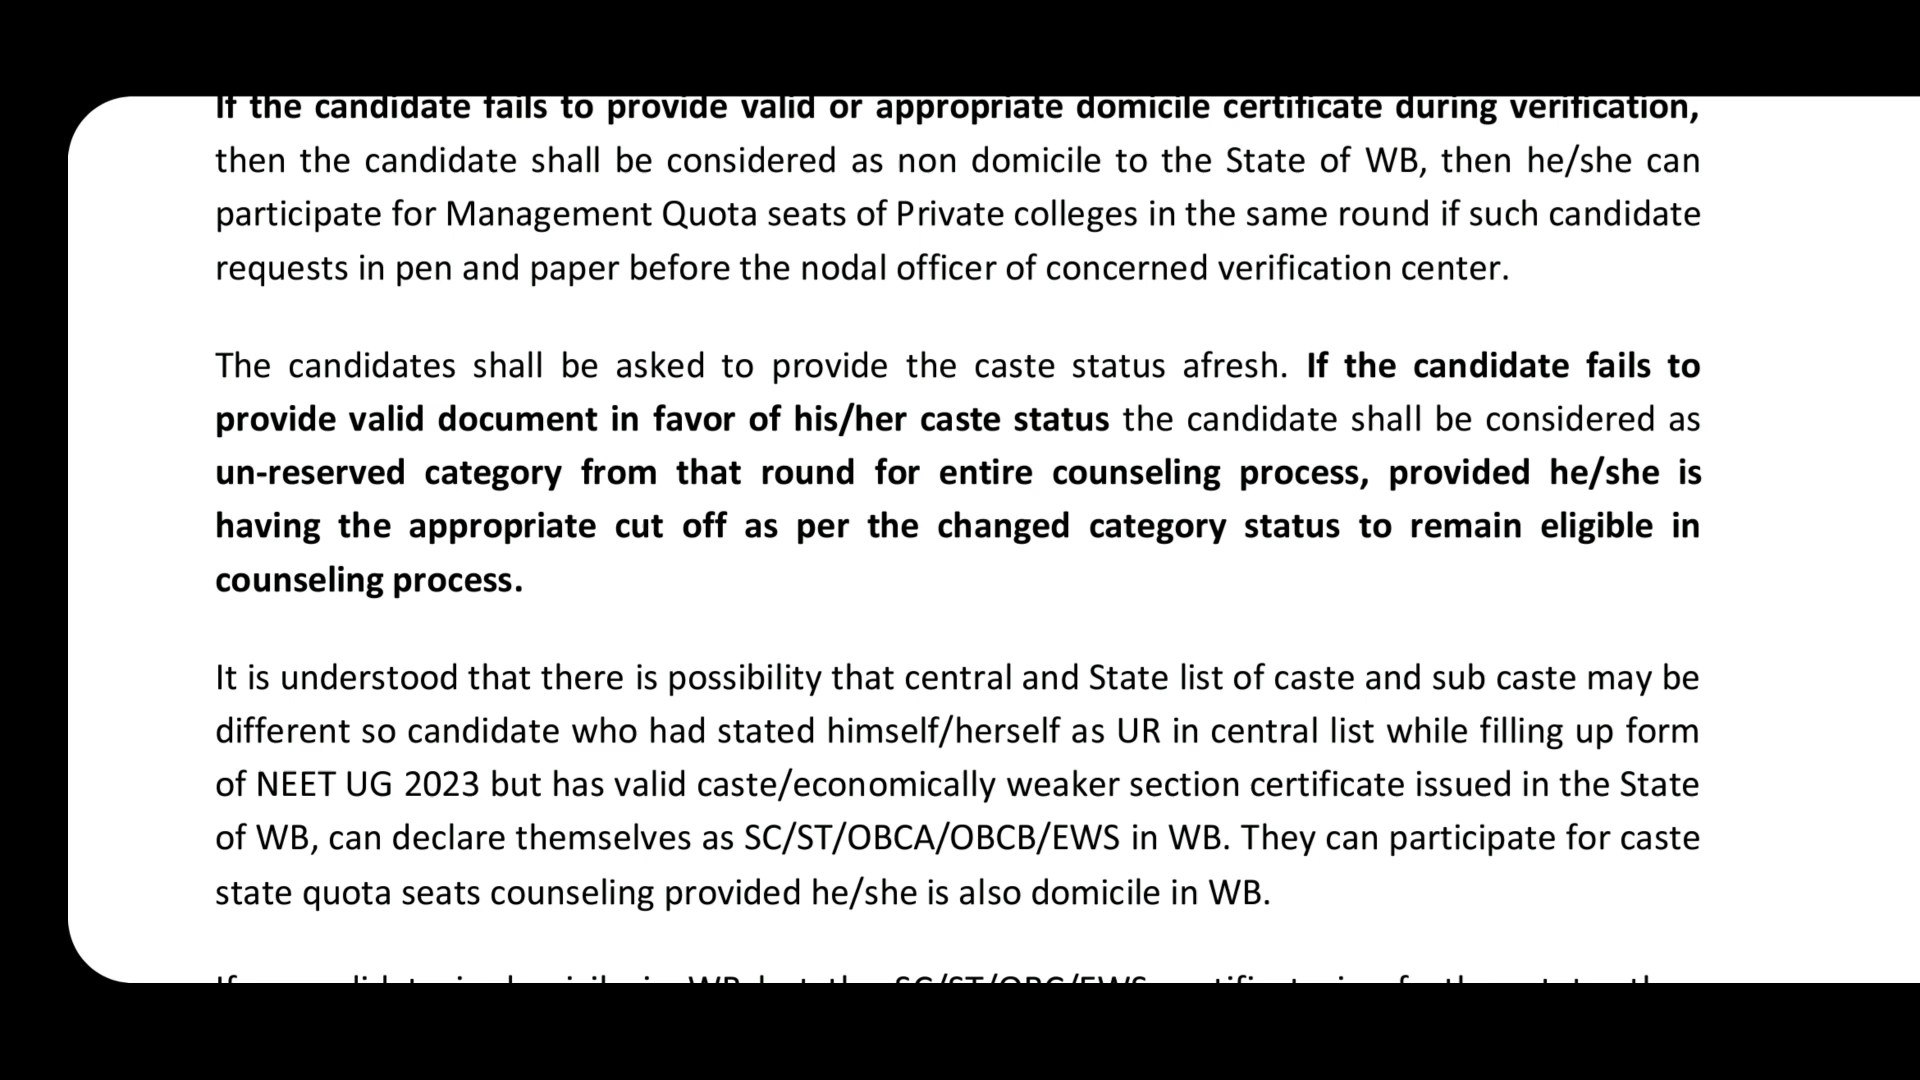 If the candidate fails to provide valid or appropriate domicile certificate during verification,
then the candidate shall be considered as non domicile to the State of WB, then he/she can
participate for Management Quota seats of Private colleges in the same round if such candidate
requests in pen and paper before the nodal officer of concerned verification center.
The candidates shall be asked to provide the caste status afresh. If the candidate fails to
provide valid document in favor of his/her caste status the candidate shall be considered as
un-reserved category from that round for entire counseling process, provided he/she is
having the appropriate cut off as per the changed category status to remain eligible in
counseling process.
It is understood that there is possibility that central and State list of caste and sub caste may be
different so candidate who had stated himself/herself as UR in central list while filling up form
of NEET UG 2023 but has valid caste/economically weaker section certificate issued in the State
of WB, can declare themselves as SC/ST/OBCA/OBCB/EWS in WB. They can participate for caste
state quota seats counseling provided he/she is also domicile in WB.